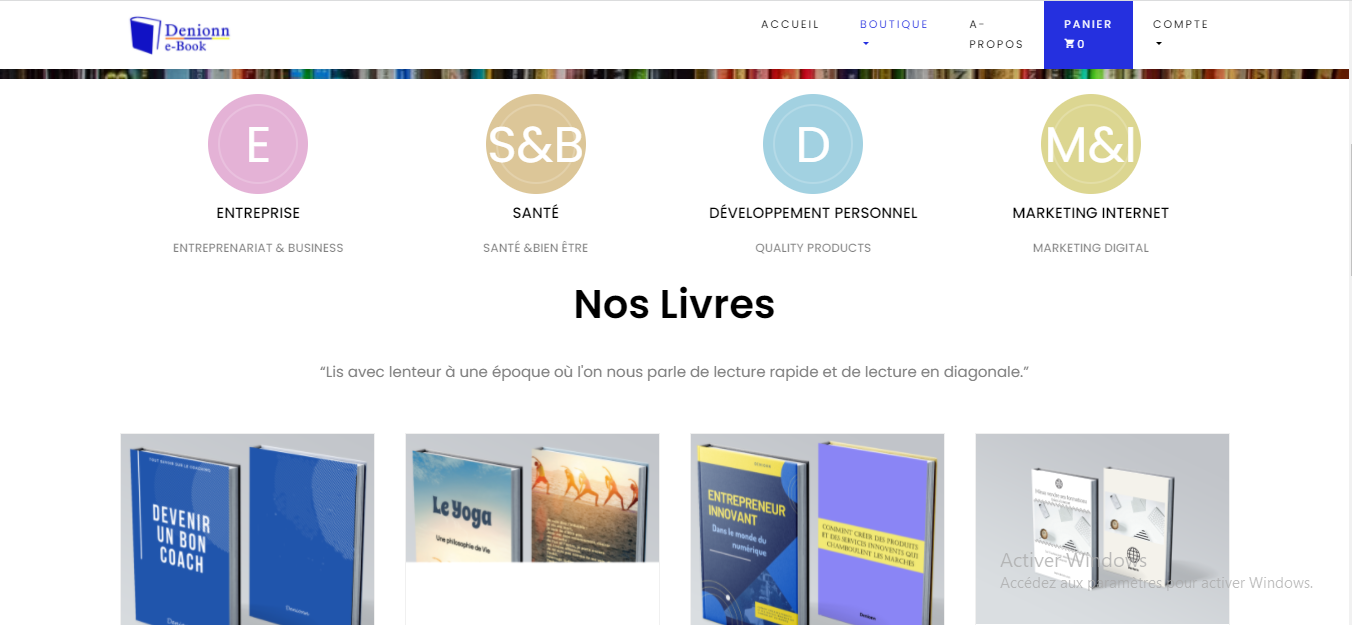 Denionn
e-Book
ACCUEIL
BOUTIQUE
A-
PROPOS
PANIER
0
COMPTE
E
S&B
D
M&I
ENTREPRISE
SANTÉ
DÉVELOPPEMENT PERSONNEL
MARKETING INTERNET
ENTREPRENARIAT & BUSINESS
SANTÉ &BIEN ÊTRE
QUALITY PRODUCTS
MARKETING DIGITAL
Nos Livres
“Lis avec lenteur à une époque où l'on nous parle de lecture rapide et de lecture en diagonale.”
DEVENIR
UN BON
COACH
Le Yoga
Une philosophie de Vie
ENTREPRENEUR
INNOVANT
Dans le monde du
numérique
COMMENT CRÉER DES PRODUITS
ET DES SERVICES INNOVENTS QUI
CHAMBOULENT LES MARCHÉS
Activer Windows
Accédez aux paramètres pour activer Windows.